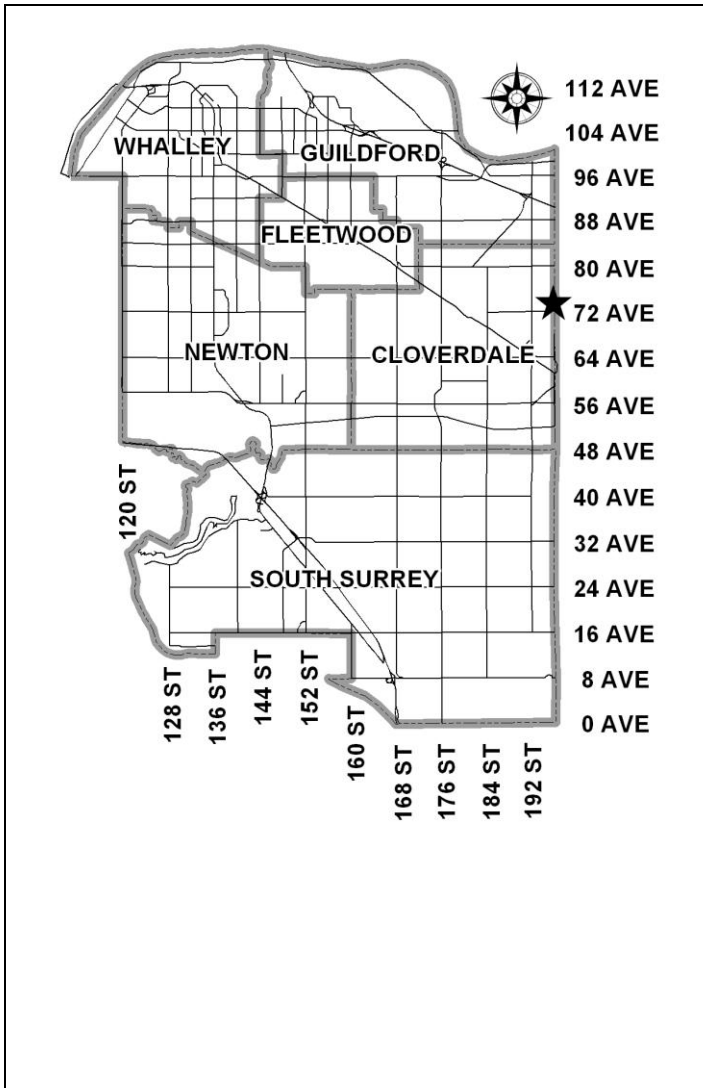 112 AVE
104 AVE
WHALLEY
GUILDFORD
96 AVE
88 AVE
FLEETWOOD
80 AVE
72 AVE
NEWTON
CLOVERDALE
64 AVE
56 AVE
48 AVE
120 ST
40 AVE
32 AVE
SOUTH SURREY
24 AVE
16 AVE
8 AVE
0 AVE
128 ST
136 ST
144 ST
152 ST
160 ST
168 ST
176 ST
184 ST
192 ST